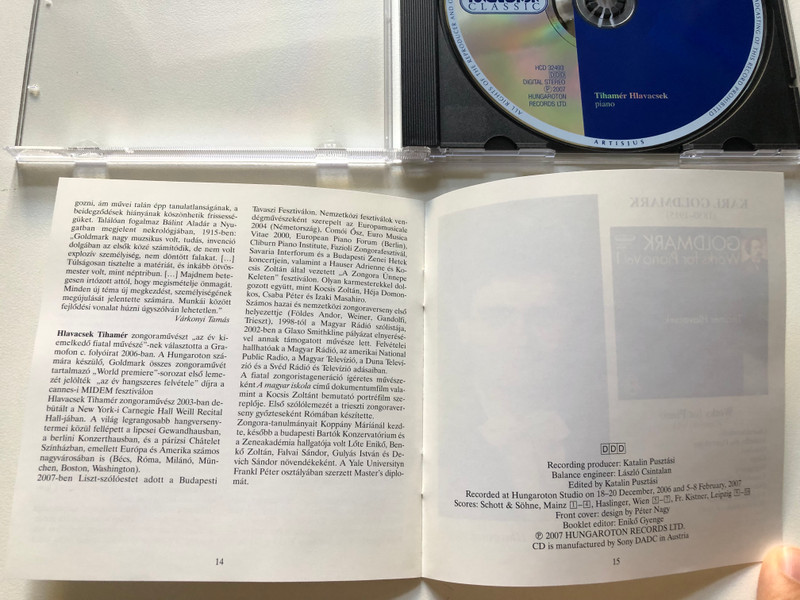 CLASSIC
HCD 32499
DDD
DIGITAL STEREO
Ⓟ 2007
HUNGAROTON
RECORDS LTD
Tihamér Hlavacsek
piano
ARTISJUS
gozni, ám művei talán épp tanulatlanságának, a
beidegződések hiányának köszönhetik frissessé-
güket. Találóan fogalmaz Bálint Aladár a Nyu-
gatban megjelent nekrológjában, 1915-ben:
„Goldmark nagy muzsikus volt, tudás, invenció
dolgában az elsők közé számítódik, de nem volt
explozív személyiség, nem döntött falakat. [...]
Túlságosan tisztelte a matériát, és inkább ötvös-
mester volt, mint néptribun. [...] Majdnem bete-
gesen irtózott attól, hogy megismételje önmagát.
Minden új téma új megkezdést, személyiségének
megújulását jelentette számára. Munkái között
fejlődési vonalat húzni úgyszólván lehetetlen.”
Várkonyi Tamás
Hlavacsek Tihamér zongoraművészt „az év ki-
emelkedő fiatal művészé”-nek választotta a Gra-
mofon c. folyóirat 2006-ban. A Hungaroton szá-
mára készülő, Goldmark összes zongoraművét
tartalmazó „World premiere”-sorozat első leme-
zét jelölték „az év hangszeres felvétele” díjra a
cannes-i MIDEM fesztiválon
Hlavacsek Tihamér zongoraművész 2003-ban de-
bütált a New York-i Carnegie Hall Weill Recital
Hall-jában. A világ legrangosabb hangverseny-
termei közül fellépett a lipcsei Gewandhausban,
a berlini Konzerthausban, és a párizsi Châtelet
Színházban, emellett Európa és Amerika számos
nagyvárosában is (Bécs, Róma, Milánó, Mün-
chen, Boston, Washington).
2007-ben Liszt-szólóestet adott a Budapesti
Tavaszi Fesztiválon. Nemzetközi fesztiválok ven-
dégművészeként szerepelt az Europamusicale
2004 (Németország), Comói Ősz, Euro Musica
Vitae 2000, European Piano Forum (Berlin),
Cliburn Piano Institute, Fazioli Zongorafesztivál,
Savaria Interforum és a Budapesti Zenei Hetek
koncertjein, valamint a Hauser Adrienne és Ko-
csis Zoltán által vezetett „A Zongora Ünnepe
Keleten” fesztiválon. Olyan karmesterekkel dol-
gozott együtt, mint Kocsis Zoltán, Héja Domon-
kos, Csaba Péter és Izaki Masahiro.
Számos hazai és nemzetközi zongoraverseny első
helyezettje (Földes Andor, Weiner, Gandolfi,
Trieszt), 1998-tól a Magyar Rádió szólistája,
2002-ben a Glaxo Smithkline pályázat elnyerésé-
vel annak támogatott művésze lett. Felvételei
hallhatóak a Magyar Rádió, az amerikai National
Public Radio, a Magyar Televízió, a Duna Televí-
zió és a Svéd Rádió és Televízió adásaiban.
A fiatal zongoristageneráció ígéretes művésze-
ként A magyar iskola című dokumentumfilm vala-
mint a Kocsis Zoltánt bemutató portréfilm sze-
replője. Első szólólemezét a trieszti zongoraver-
seny győzteseként Rómában készítette.
Zongora-tanulmányait Koppány Máriánál kezd-
te, később a budapesti Bartók Konzervatórium és
a Zeneakadémia hallgatója volt Lőte Enikő, Ben-
kő Zoltán, Falvai Sándor, Gulyás István és De-
vich Sándor növendékeként. A Yale Universityn
Frankl Péter osztályában szerzett Master's diplo-
mát.
14
DDD
Recording producer: Katalin Pusztási
Balance engineer: László Csintalan
Edited by Katalin Pusztási
Recorded at Hungaroton Studio on 18–20 December, 2006 and 5–8 February, 2007
Scores: Schott & Söhne, Mainz 1–4, Haslinger, Wien 5–7, Fr. Kistner, Leipzig
Front cover: design by Péter Nagy
Booklet editor: Enikő Gyenge
Ⓟ 2007 HUNGAROTON RECORDS LTD.
CD is manufactured by Sony DADC in Austria
15